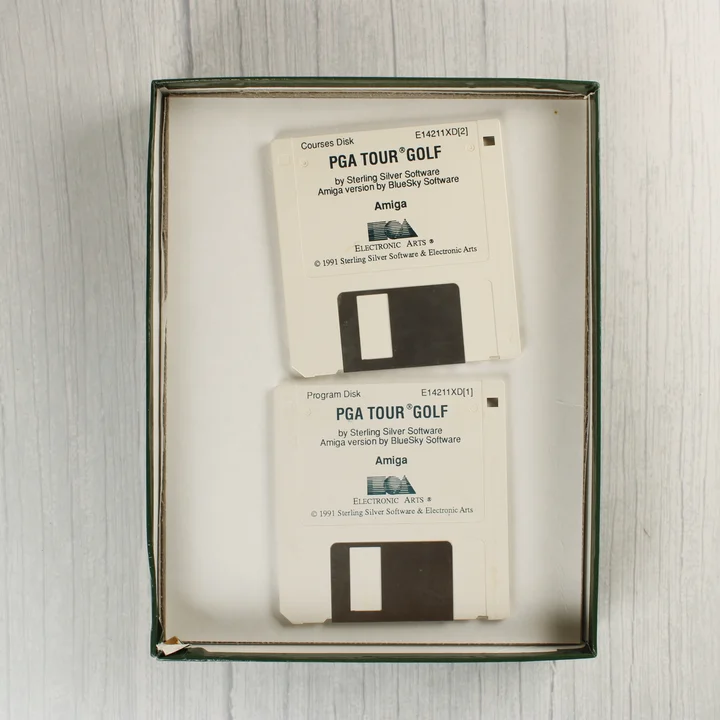 Courses Disk E14211XD[2]
PGA TOUR® GOLF
by Sterling Silver Software
Amiga version by BlueSky Software
Amiga
EOA
ELECTRONIC ARTS ®
© 1991 Sterling Silver Software & Electronic Arts
Program Disk E14211XD[1]
PGA TOUR® GOLF
by Sterling Silver Software
Amiga version by BlueSky Software
Amiga
EOA
ELECTRONIC ARTS ®
© 1991 Sterling Silver Software & Electronic Arts